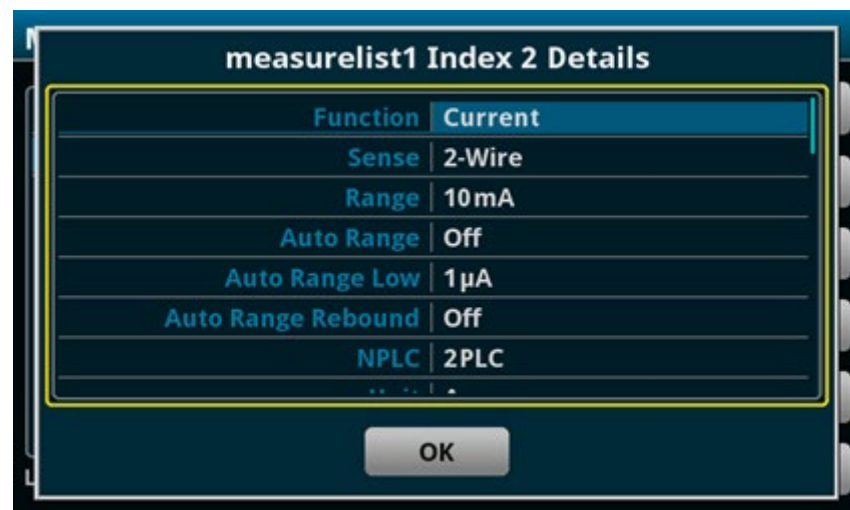 measurelist1 Index 2 Details
Function Current
Sense 2-Wire
Range 10mA
Auto Range Off
Auto Range Low 1µA
Auto Range Rebound Off
NPLC 2PLC
OK